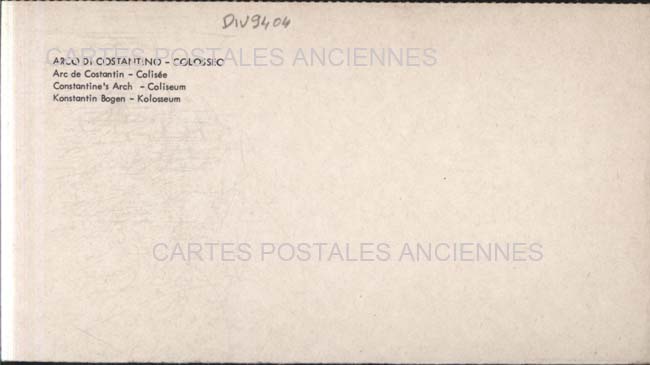 DIV9404
CARTES POSTALES ANCIENNES
ARCO DI COSTANTINO - COLOSSEO
Arc de Costantin - Colisée
Constantine's Arch - Coliseum
Konstantin Bogen - Kolosseum
CARTES POSTALES ANCIENNES